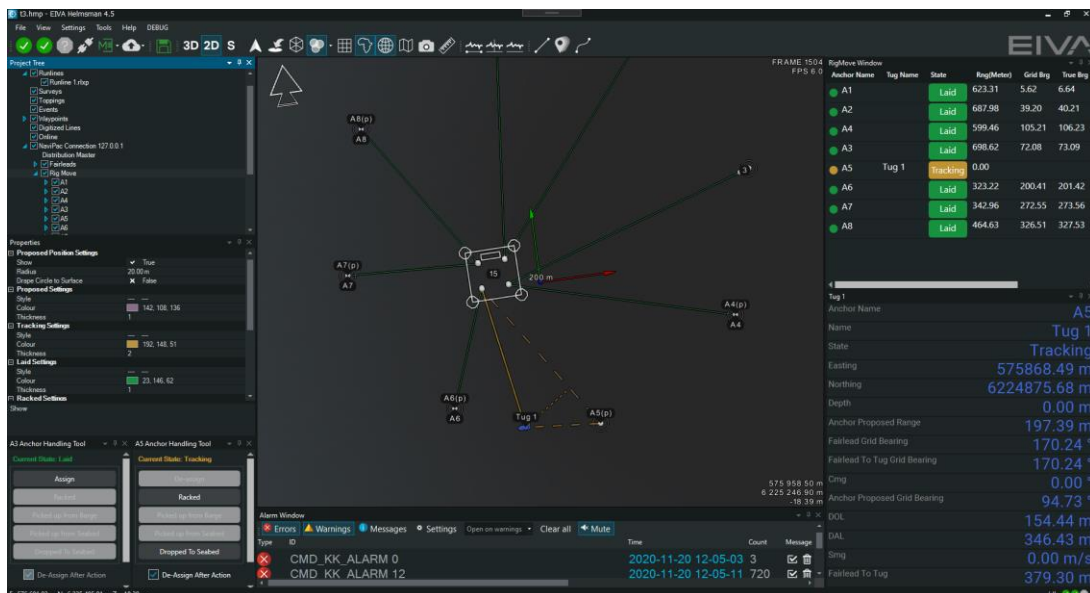 t3.hmp - EIVA Helmsman 4.5
File View Settings Tools Help DEBUG
3D 2D S
EIVA
Project Tree
Runlines
Runline 1.rlxp
Surveys
Toppings
Events
Waypoints
Digitized Lines
Online
NaviPac Connection 127.0.0.1
Distribution Master
Fairleads
Rig Move
A1
A2
A4
A3
A5
A6
Properties
Proposed Position Settings
Show True
Radius 20.00 m
Drape Circle to Surface False
Proposed Settings
Style
Colour 142, 108, 136
Thickness 1
Tracking Settings
Style
Colour 192, 148, 51
Thickness 2
Laid Settings
Style
Colour 23, 146, 62
Thickness 1
Racked Settings
Show
A3 Anchor Handling Tool
Current State: Laid
Assign
Racked
Picked up from Barge
Picked up from Seabed
Dropped To Seabed
De-Assign After Action
A5 Anchor Handling Tool
Current State: Tracking
De-assign
Racked
Picked up from Barge
Picked up from Seabed
Dropped To Seabed
De-Assign After Action
FRAME 1504
FPS 6.0
A8(p)
A8
3
A7(p)
A7
15
200 m
A4(p)
A4
A6(p)
A6
Tug 1
A5(p)
575 958.50 m
6 225 246.90 m
-18.39 m
Alarm Window
Errors Warnings Messages Settings Open on warnings Clear all Mute
Type ID Time Count Message
CMD_KK_ALARM 0 2020-11-20 12-05-03 3
CMD_KK_ALARM 12 2020-11-20 12-05-11 720
RigMove Window
Anchor Name Tug Name State Rng(Meter) Grid Brg True Brg
A1 Laid 623.31 5.62 6.64
A2 Laid 687.98 39.20 40.21
A4 Laid 599.46 105.21 106.23
A3 Laid 698.62 72.08 73.09
A5 Tug 1 Tracking 0.00
A6 Laid 323.22 200.41 201.42
A7 Laid 342.96 272.55 273.56
A8 Laid 464.63 326.51 327.53
Tug 1
Anchor Name A5
Name Tug 1
State Tracking
Easting 575868.49 m
Northing 6224875.68 m
Depth 0.00 m
Anchor Proposed Range 197.39 m
Fairlead Grid Bearing 170.24 °
Fairlead To Tug Grid Bearing 170.24 °
Cmg 0.00 °
Anchor Proposed Grid Bearing 94.73 °
DOL 154.44 m
DAL 346.43 m
Smg 0.00 m/s
Fairlead To Tug 379.30 m